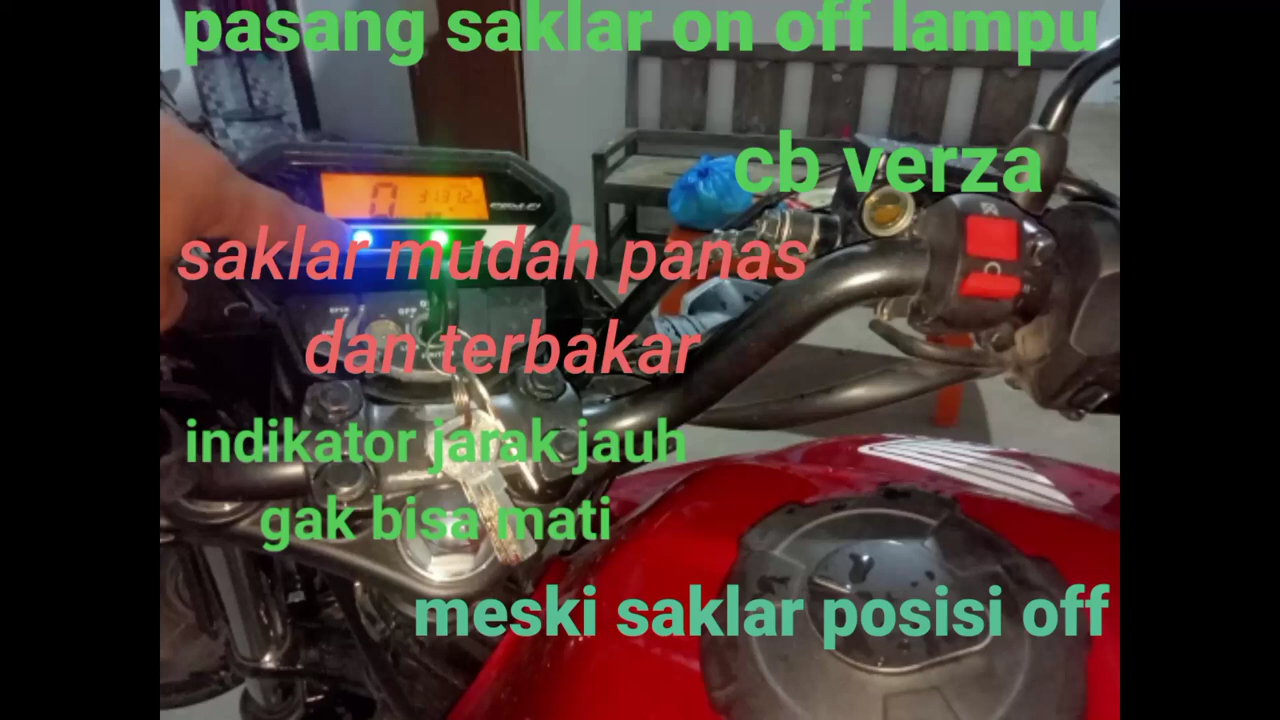 pasang saklar on off lampu
cb verza
saklar mudah panas
dan terbakar
indikator jarak jauh
gak bisa mati
meski saklar posisi off